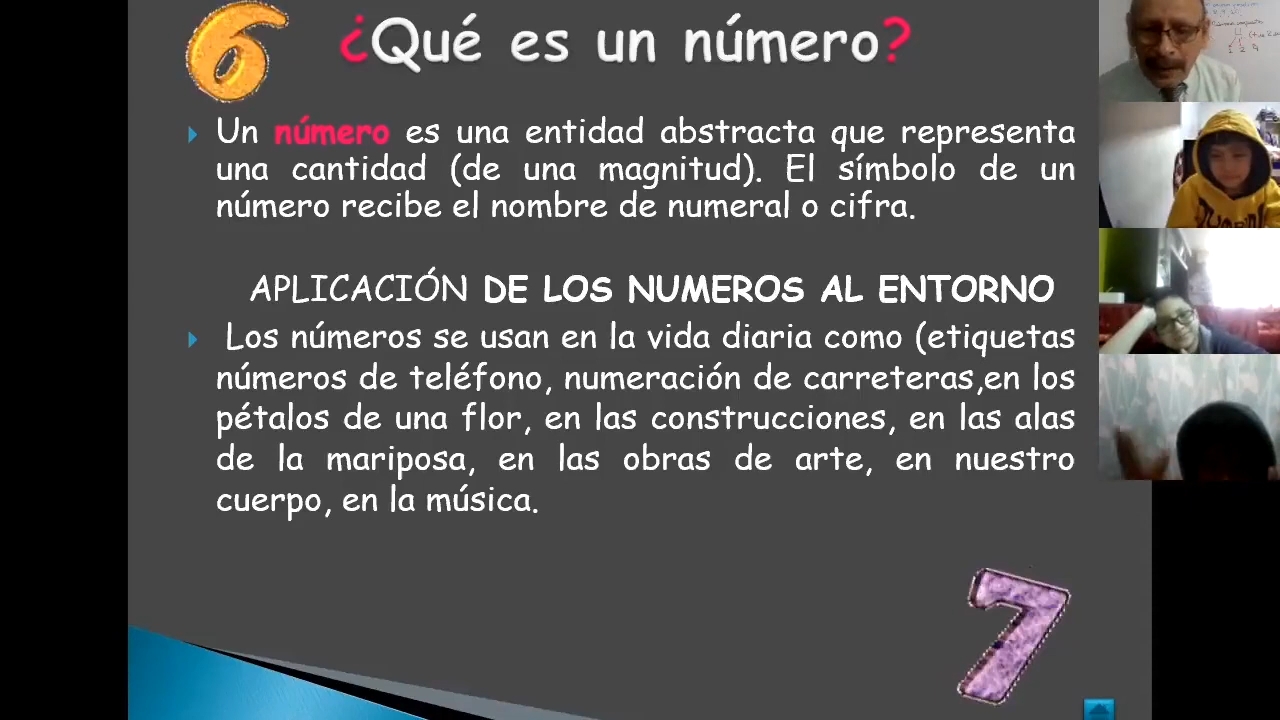 6
¿Qué es un número?
Un número es una entidad abstracta que representa
una cantidad (de una magnitud). El símbolo de un
número recibe el nombre de numeral o cifra.
APLICACIÓN DE LOS NUMEROS AL ENTORNO
Los números se usan en la vida diaria como (etiquetas
números de teléfono, numeración de carreteras,en los
pétalos de una flor, en las construcciones, en las alas
de la mariposa, en las obras de arte, en nuestro
cuerpo, en la música.
7